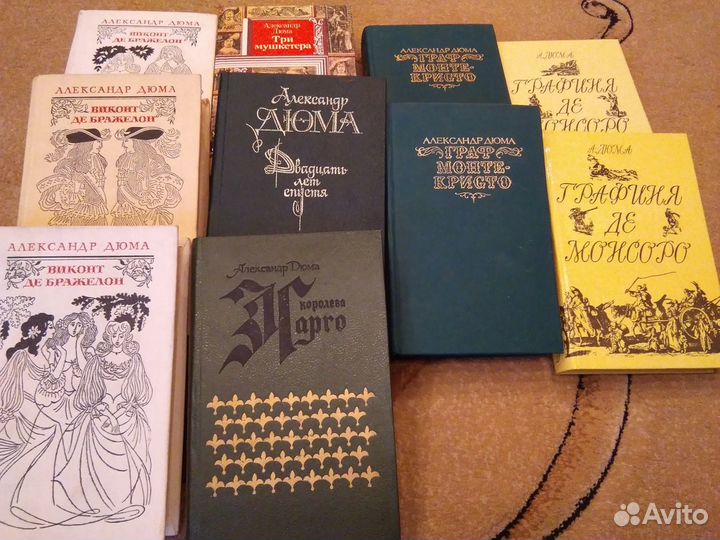 АЛЕКСАНДР ДЮМА
ВИКОНТ
ДЕ БРАЖЕЛОН
Александр
Дюма
Три
мушкетера
АЛЕКСАНДР ДЮМА
ГРАФ
МОНТЕ-
КРИСТО
А.ДЮМА
ГРАФИНЯ
ДЕ
МОНСОРО
АЛЕКСАНДР ДЮМА
ВИКОНТ
ДЕ БРАЖЕЛОН
Александр
ДЮМА
Двадцать
лет
спустя
АЛЕКСАНДР ДЮМА
ГРАФ
МОНТЕ-
КРИСТО
А.ДЮМА
ГРАФИНЯ
ДЕ
МОНСОРО
АЛЕКСАНДР ДЮМА
ВИКОНТ
ДЕ БРАЖЕЛОН
Александр Дюма
королева
Марго
Avito